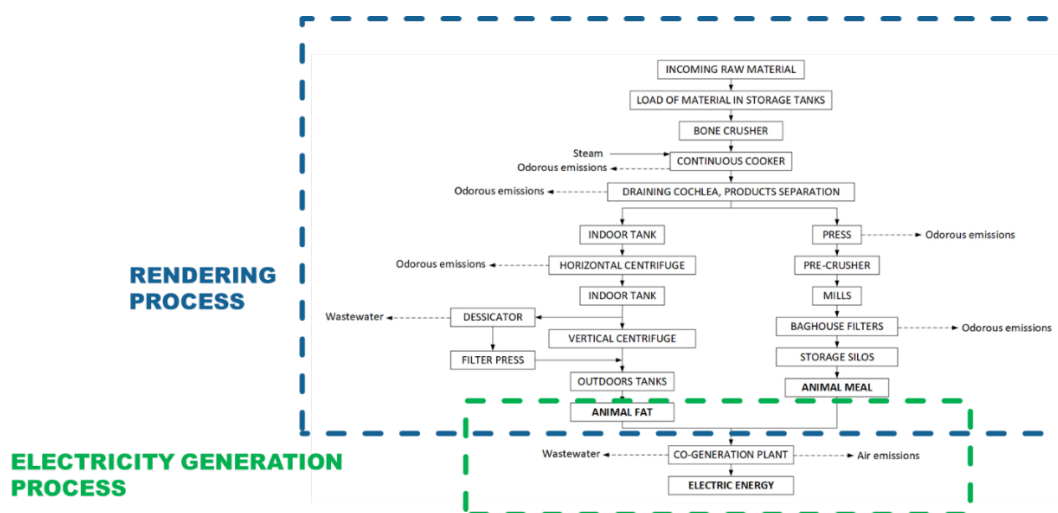 INCOMING RAW MATERIAL
LOAD OF MATERIAL IN STORAGE TANKS
BONE CRUSHER
Steam
CONTINUOUS COOKER
Odorous emissions
Odorous emissions
DRAINING COCHLEA, PRODUCTS SEPARATION
INDOOR TANK
PRESS
Odorous emissions
Odorous emissions
HORIZONTAL CENTRIFUGE
PRE-CRUSHER
RENDERING
PROCESS
INDOOR TANK
MILLS
Wastewater
DESSICATOR
BAGHOUSE FILTERS
Odorous emissions
VERTICAL CENTRIFUGE
FILTER PRESS
STORAGE SILOS
OUTDOORS TANKS
ANIMAL MEAL
ANIMAL FAT
ELECTRICITY GENERATION
PROCESS
Wastewater
CO-GENERATION PLANT
Air emissions
ELECTRIC ENERGY